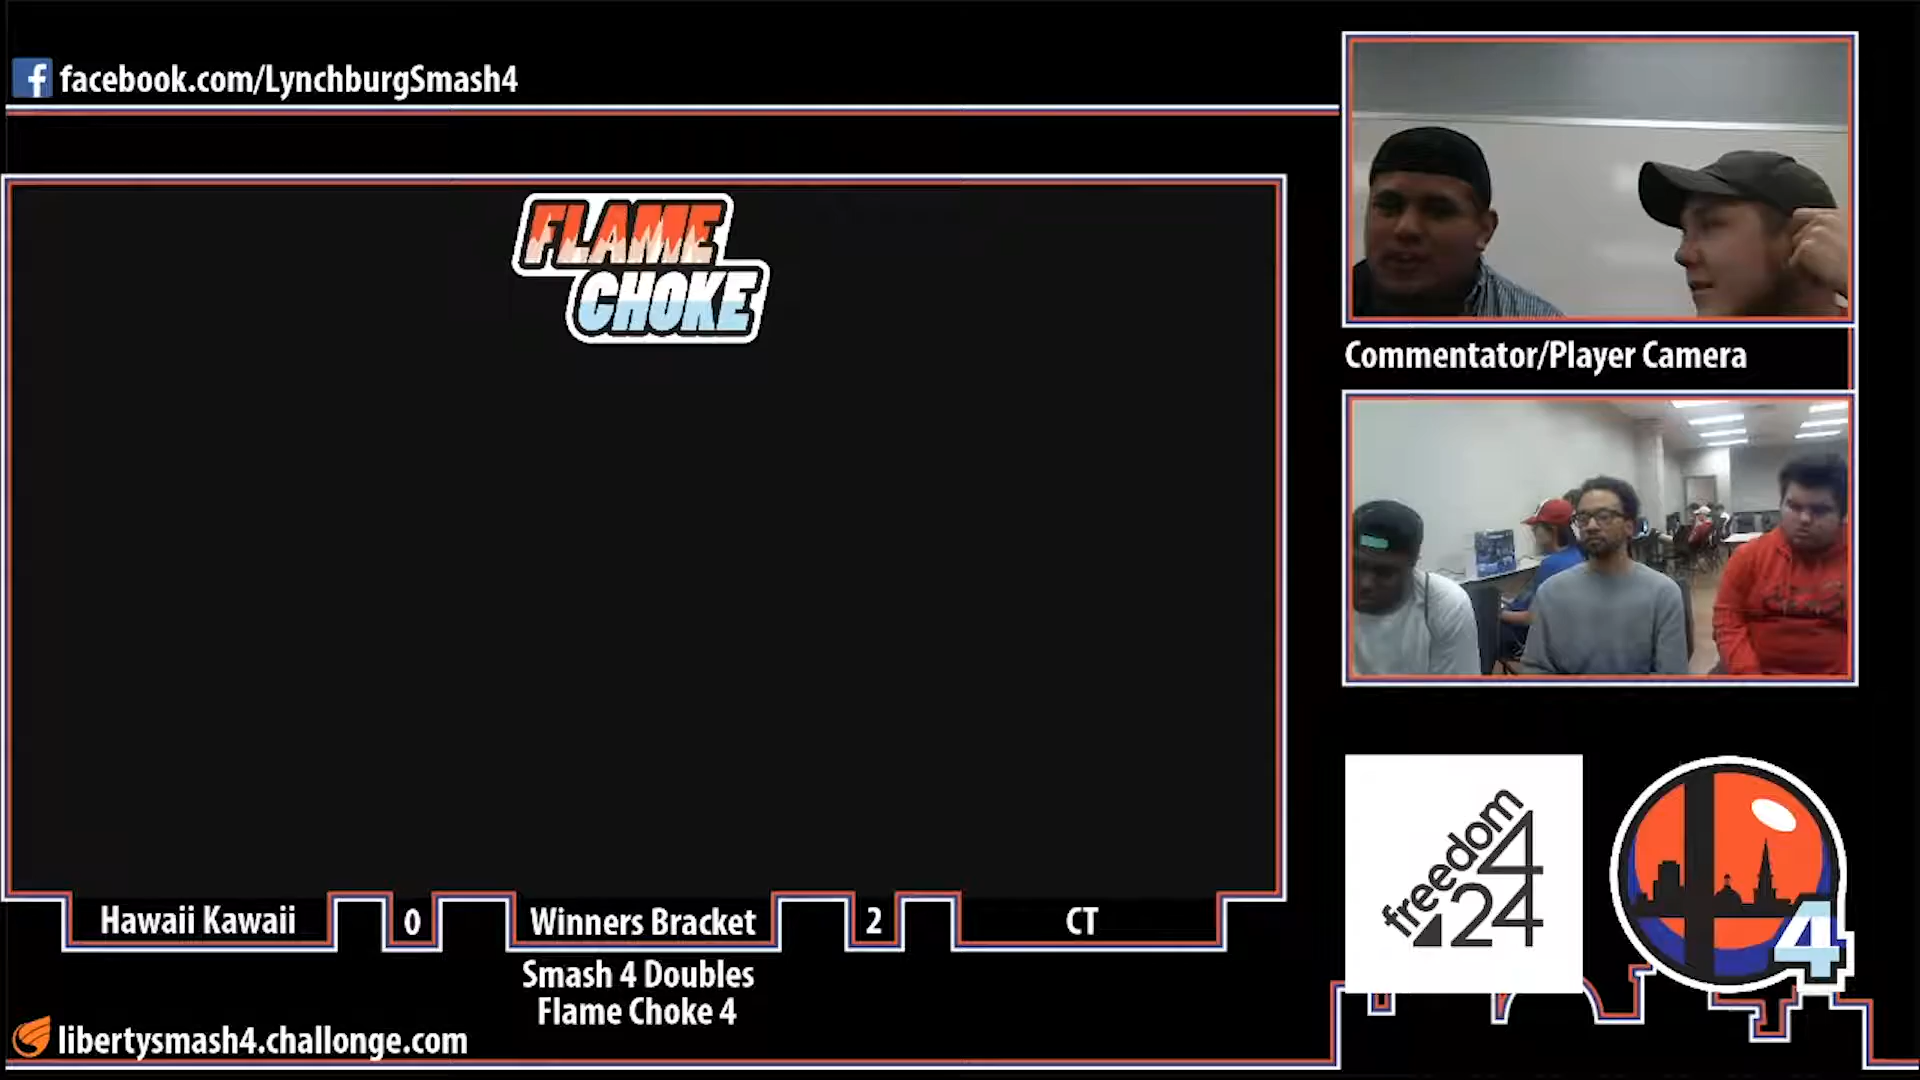 facebook.com/LynchburgSmash4
FLAME
CHOKE
Commentator/Player Camera
Hawaii Kawaii
0
Winners Bracket
2
CT
Smash 4 Doubles
Flame Choke 4
libertysmash4.challonge.com
freedom
4
24
4